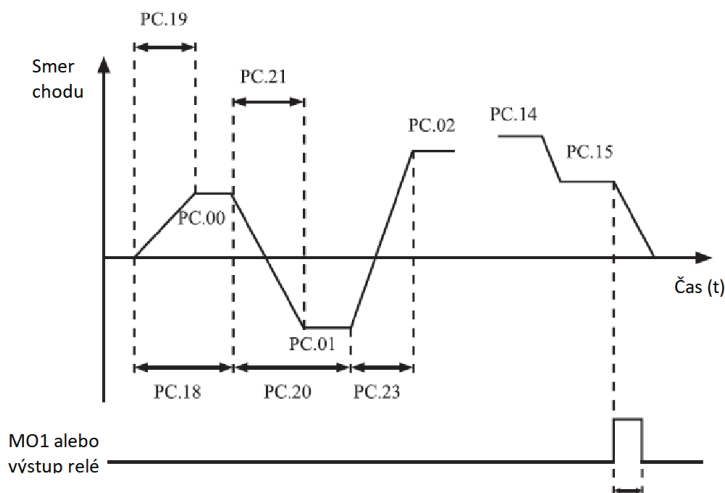 PC.19
Smer
chodu
PC.21
PC.02
PC.14
PC.15
PC.00
Čas (t)
PC.01
PC.18
PC.20
PC.23
MO1 alebo
výstup relé